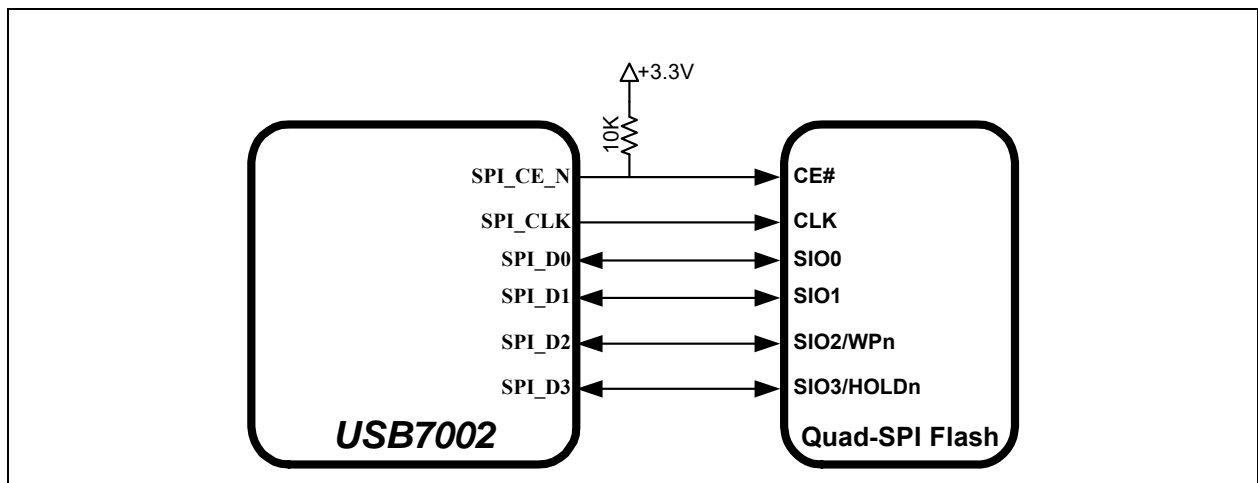 +3.3V
10K
SPI_CE_N CE#
SPI_CLK CLK
SPI_D0 SIO0
SPI_D1 SIO1
SPI_D2 SIO2/WPn
SPI_D3 SIO3/HOLDn
USB7002 Quad-SPI Flash